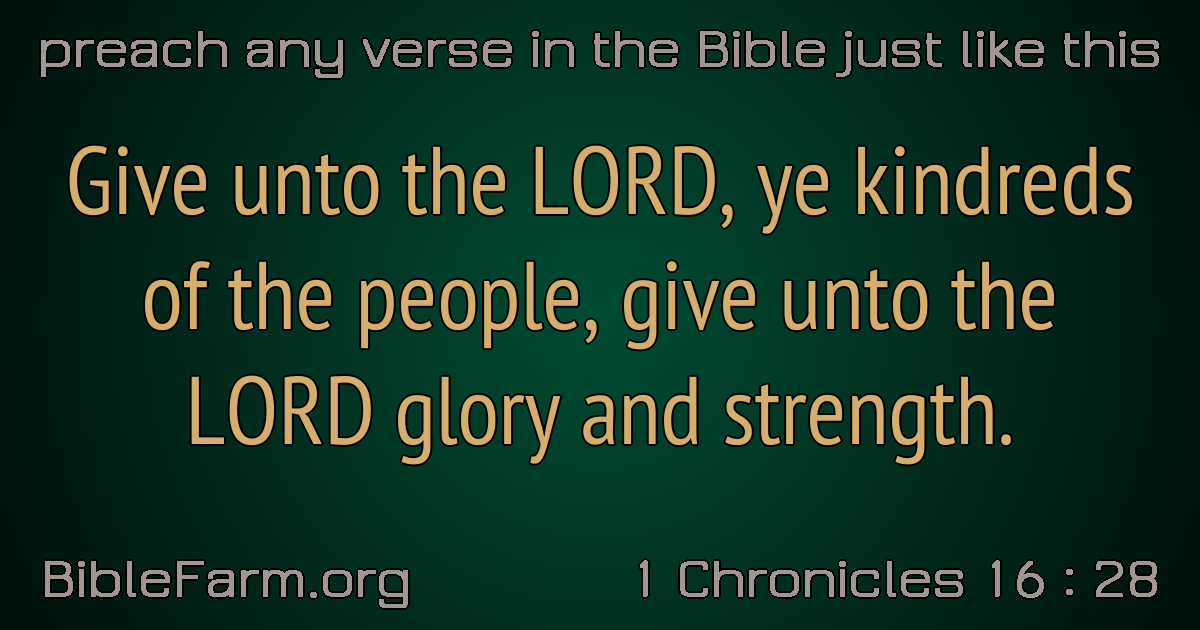 preach any verse in the Bible just like this
Give unto the LORD, ye kindreds
of the people, give unto the
LORD glory and strength.
BibleFarm.org
1 Chronicles 16 : 28